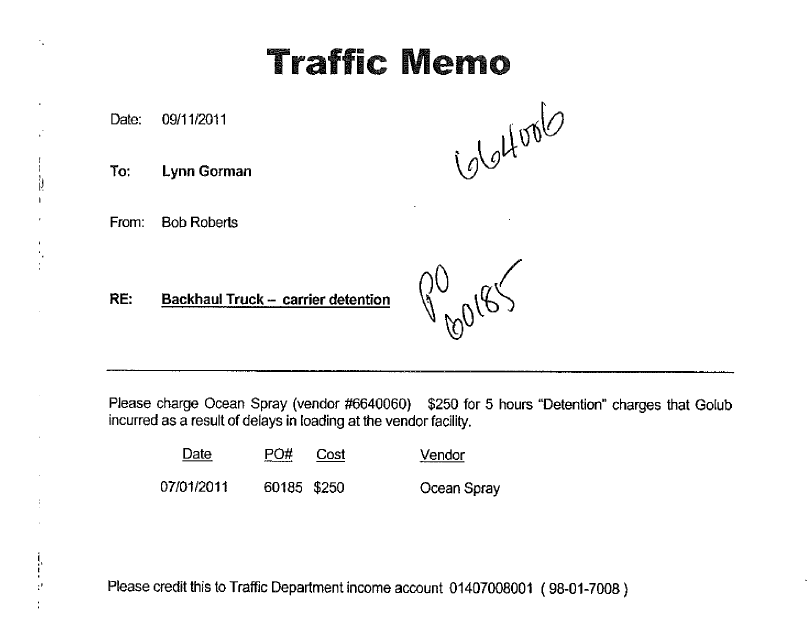 Traffic Memo
Date: 09/11/2011
664006
To: Lynn Gorman
From: Bob Roberts
PO
60185
RE: Backhaul Truck – carrier detention
Please charge Ocean Spray (vendor #6640060) $250 for 5 hours "Detention" charges that Golub
incurred as a result of delays in loading at the vendor facility.
Date PO# Cost Vendor
07/01/2011 60185 $250 Ocean Spray
Please credit this to Traffic Department income account 01407008001 ( 98-01-7008 )